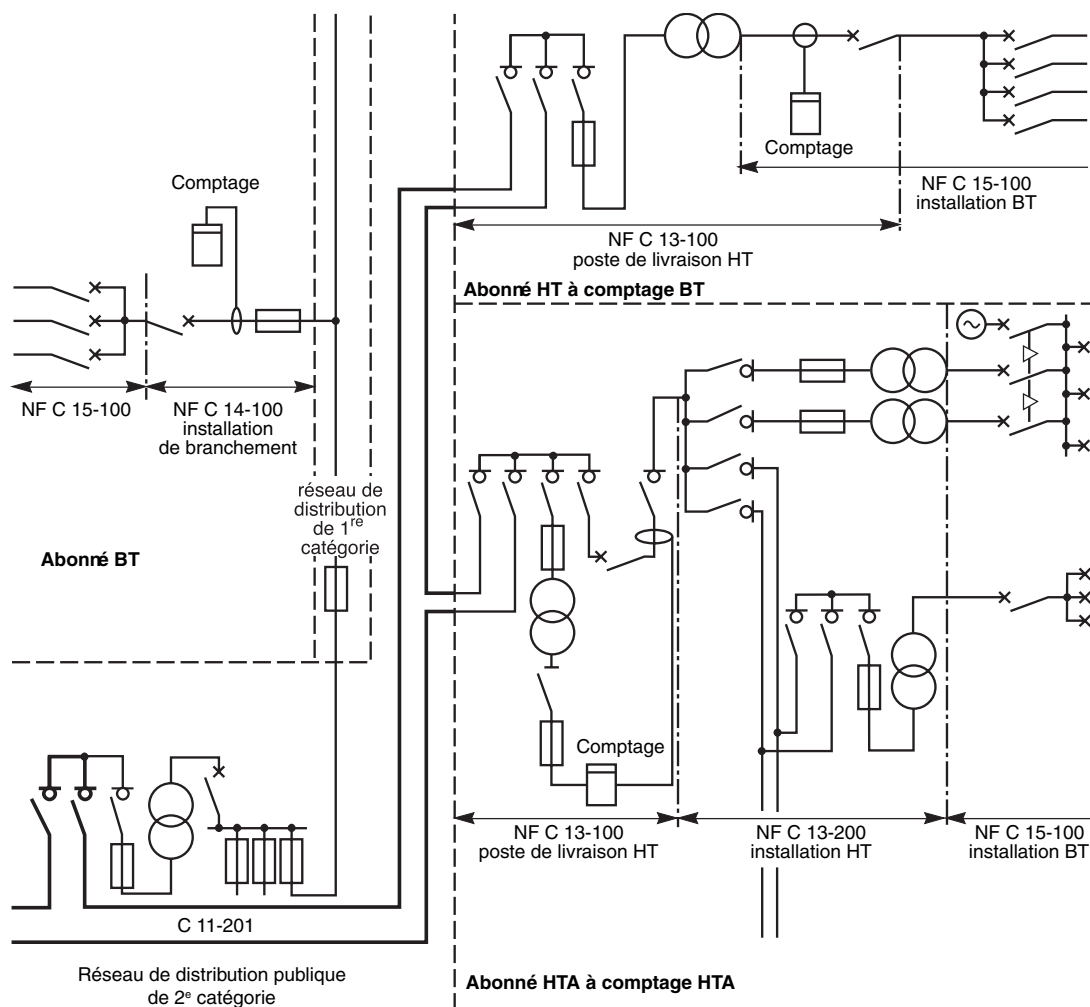 Comptage
NF C 15-100
installation BT
NF C 13-100
poste de livraison HT
Abonné HT à comptage BT
Comptage
NF C 15-100
NF C 14-100
installation
de branchement
réseau de
distribution
de 1re
catégorie
Abonné BT
Comptage
NF C 13-100
poste de livraison HT
NF C 13-200
installation HT
NF C 15-100
installation BT
C 11-201
Réseau de distribution publique
de 2e catégorie
Abonné HTA à comptage HTA